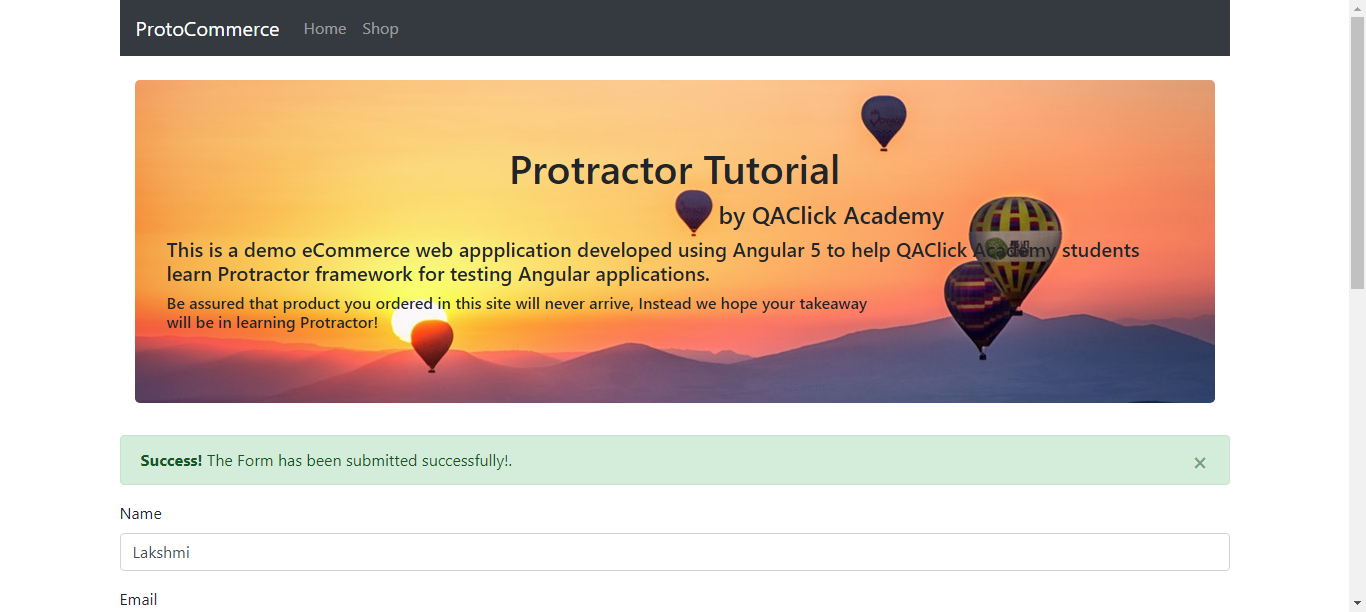 ProtoCommerce Home Shop
Protractor Tutorial
by QAClick Academy
This is a demo eCommerce web appplication developed using Angular 5 to help QAClick Academy students
learn Protractor framework for testing Angular applications.
Be assured that product you ordered in this site will never arrive, Instead we hope your takeaway
will be in learning Protractor!
Success! The Form has been submitted successfully!.
×
Name
Lakshmi
Email